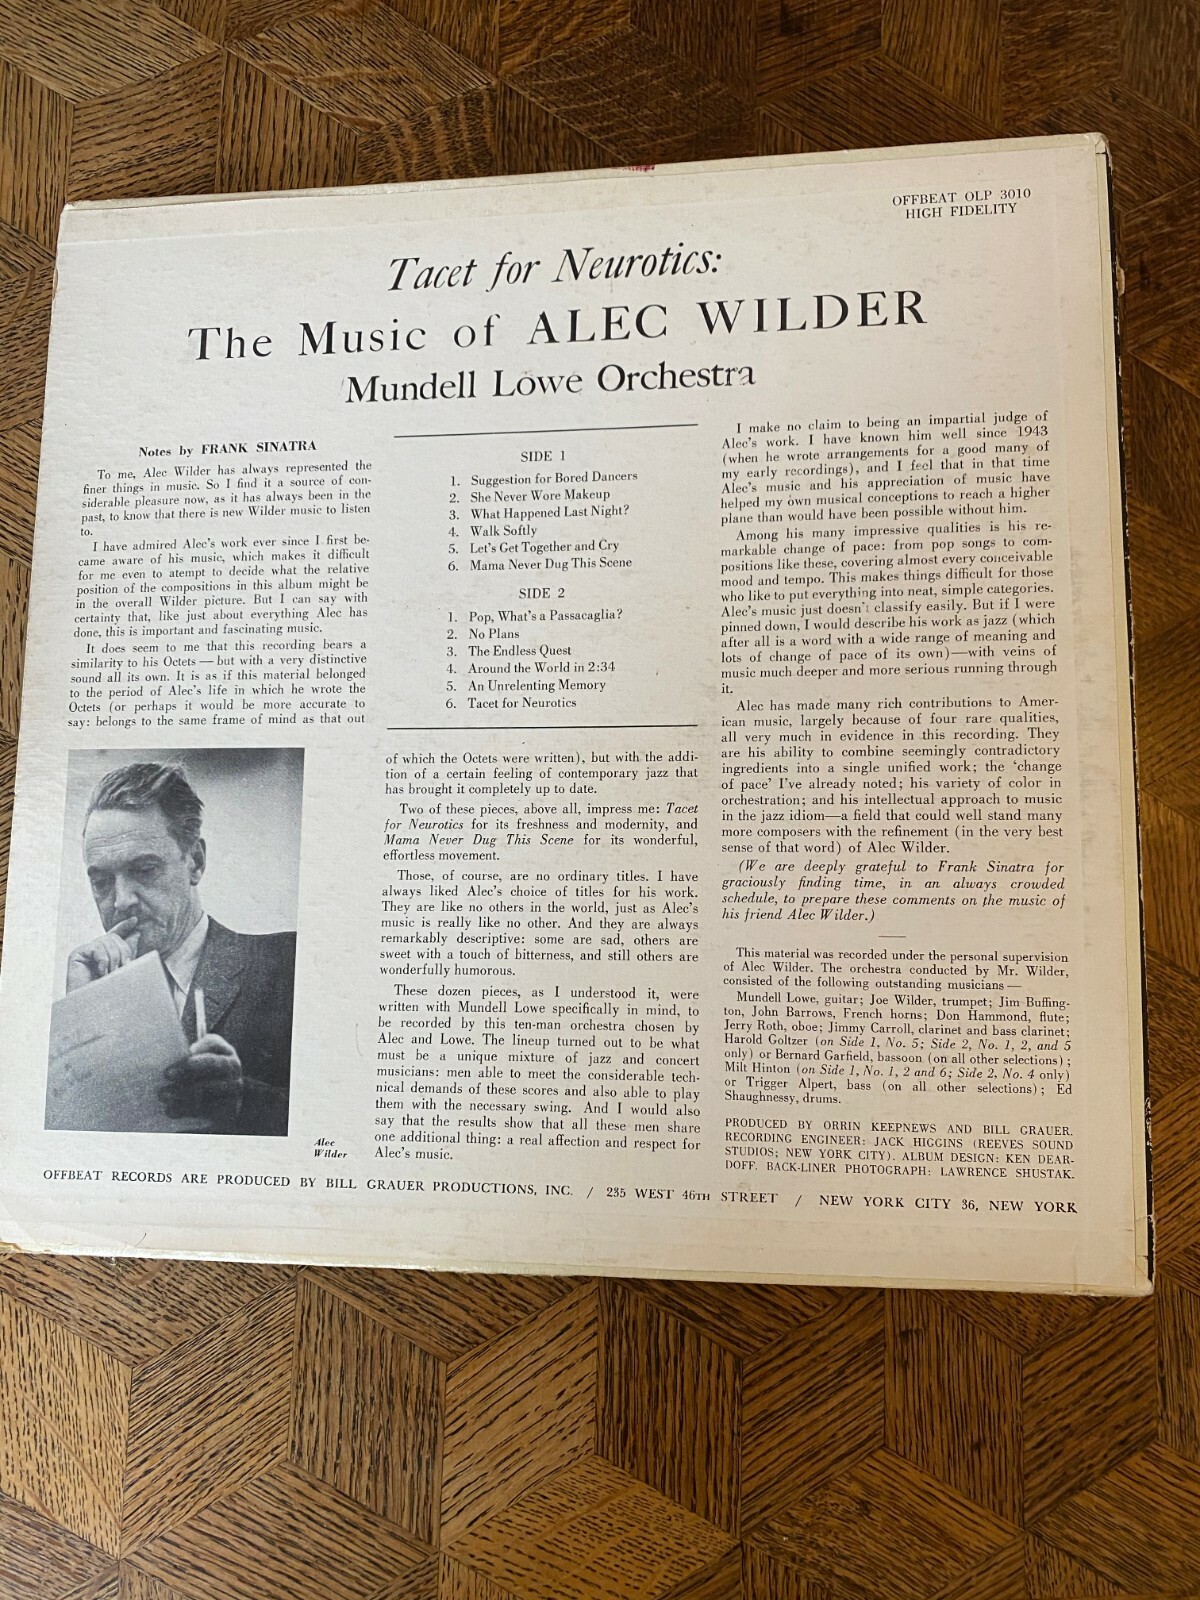 OFFBEAT OLP 3010
HIGH FIDELITY
Tacet for Neurotics:
The Music of ALEC WILDER
Mundell Lowe Orchestra
Notes by FRANK SINATRA
To me, Alec Wilder has always represented the
finer things in music. So I find it a source of con-
siderable pleasure now, as it has always been in the
past, to know that there is new Wilder music to listen
to.
I have admired Alec's work ever since I first be-
came aware of his music, which makes it difficult
for me even to atempt to decide what the relative
position of the compositions in this album might be
in the overall Wilder picture. But I can say with
certainty that, like just about everything Alec has
done, this is important and fascinating music.
It does seem to me that this recording bears a
similarity to his Octets — but with a very distinctive
sound all its own. It is as if this material belonged
to the period of Alec's life in which he wrote the
Octets (or perhaps it would be more accurate to
say: belongs to the same frame of mind as that out
Alec
Wilder
SIDE 1
1. Suggestion for Bored Dancers
2. She Never Wore Makeup
3. What Happened Last Night?
4. Walk Softly
5. Let's Get Together and Cry
6. Mama Never Dug This Scene
SIDE 2
1. Pop, What's a Passacaglia?
2. No Plans
3. The Endless Quest
4. Around the World in 2:34
5. An Unrelenting Memory
6. Tacet for Neurotics
of which the Octets were written), but with the addi-
tion of a certain feeling of contemporary jazz that
has brought it completely up to date.
Two of these pieces, above all, impress me: Tacet
for Neurotics for its freshness and modernity, and
Mama Never Dug This Scene for its wonderful,
effortless movement.
Those, of course, are no ordinary titles. I have
always liked Alec's choice of titles for his work.
They are like no others in the world, just as Alec's
music is really like no other. And they are always
remarkably descriptive: some are sad, others are
sweet with a touch of bitterness, and still others are
wonderfully humorous.
These dozen pieces, as I understood it, were
written with Mundell Lowe specifically in mind, to
be recorded by this ten-man orchestra chosen by
Alec and Lowe. The lineup turned out to be what
must be a unique mixture of jazz and concert
musicians: men able to meet the considerable tech-
nical demands of these scores and also able to play
them with the necessary swing. And I would also
say that the results show that all these men share
one additional thing: a real affection and respect for
Alec's music.
I make no claim to being an impartial judge of
Alec's work. I have known him well since 1943
(when he wrote arrangements for a good many of
my early recordings), and I feel that in that time
Alec's music and his appreciation of music have
helped my own musical conceptions to reach a higher
plane than would have been possible without him.
Among his many impressive qualities is his re-
markable change of pace: from pop songs to com-
positions like these, covering almost every conceivable
mood and tempo. This makes things difficult for those
who like to put everything into neat, simple categories.
Alec's music just doesn't classify easily. But if I were
pinned down, I would describe his work as jazz (which
after all is a word with a wide range of meaning and
lots of change of pace of its own)—with veins of
music much deeper and more serious running through
it.
Alec has made many rich contributions to Amer-
ican music, largely because of four rare qualities,
all very much in evidence in this recording. They
are his ability to combine seemingly contradictory
ingredients into a single unified work; the 'change
of pace' I've already noted; his variety of color in
orchestration; and his intellectual approach to music
in the jazz idiom—a field that could well stand many
more composers with the refinement (in the very best
sense of that word) of Alec Wilder.
(We are deeply grateful to Frank Sinatra for
graciously finding time, in an always crowded
schedule, to prepare these comments on the music of
his friend Alec Wilder.)
This material was recorded under the personal supervision
of Alec Wilder. The orchestra conducted by Mr. Wilder,
consisted of the following outstanding musicians —
Mundell Lowe, guitar; Joe Wilder, trumpet; Jim Buffing-
ton, John Barrows, French horns; Don Hammond, flute;
Jerry Roth, oboe; Jimmy Carroll, clarinet and bass clarinet;
Harold Goltzer (on Side 1, No. 5; Side 2, No. 1, 2, and 5
only) or Bernard Garfield, bassoon (on all other selections);
Milt Hinton (on Side 1, No. 1, 2 and 6; Side 2, No. 4 only)
or Trigger Alpert, bass (on all other selections); Ed
Shaughnessy, drums.
PRODUCED BY ORRIN KEEPNEWS AND BILL GRAUER.
RECORDING ENGINEER: JACK HIGGINS (REEVES SOUND
STUDIOS; NEW YORK CITY). ALBUM DESIGN: KEN DEAR-
DOFF. BACK-LINER PHOTOGRAPH: LAWRENCE SHUSTAK.
OFFBEAT RECORDS ARE PRODUCED BY BILL GRAUER PRODUCTIONS, INC. / 235 WEST 46TH STREET / NEW YORK CITY 36, NEW YORK